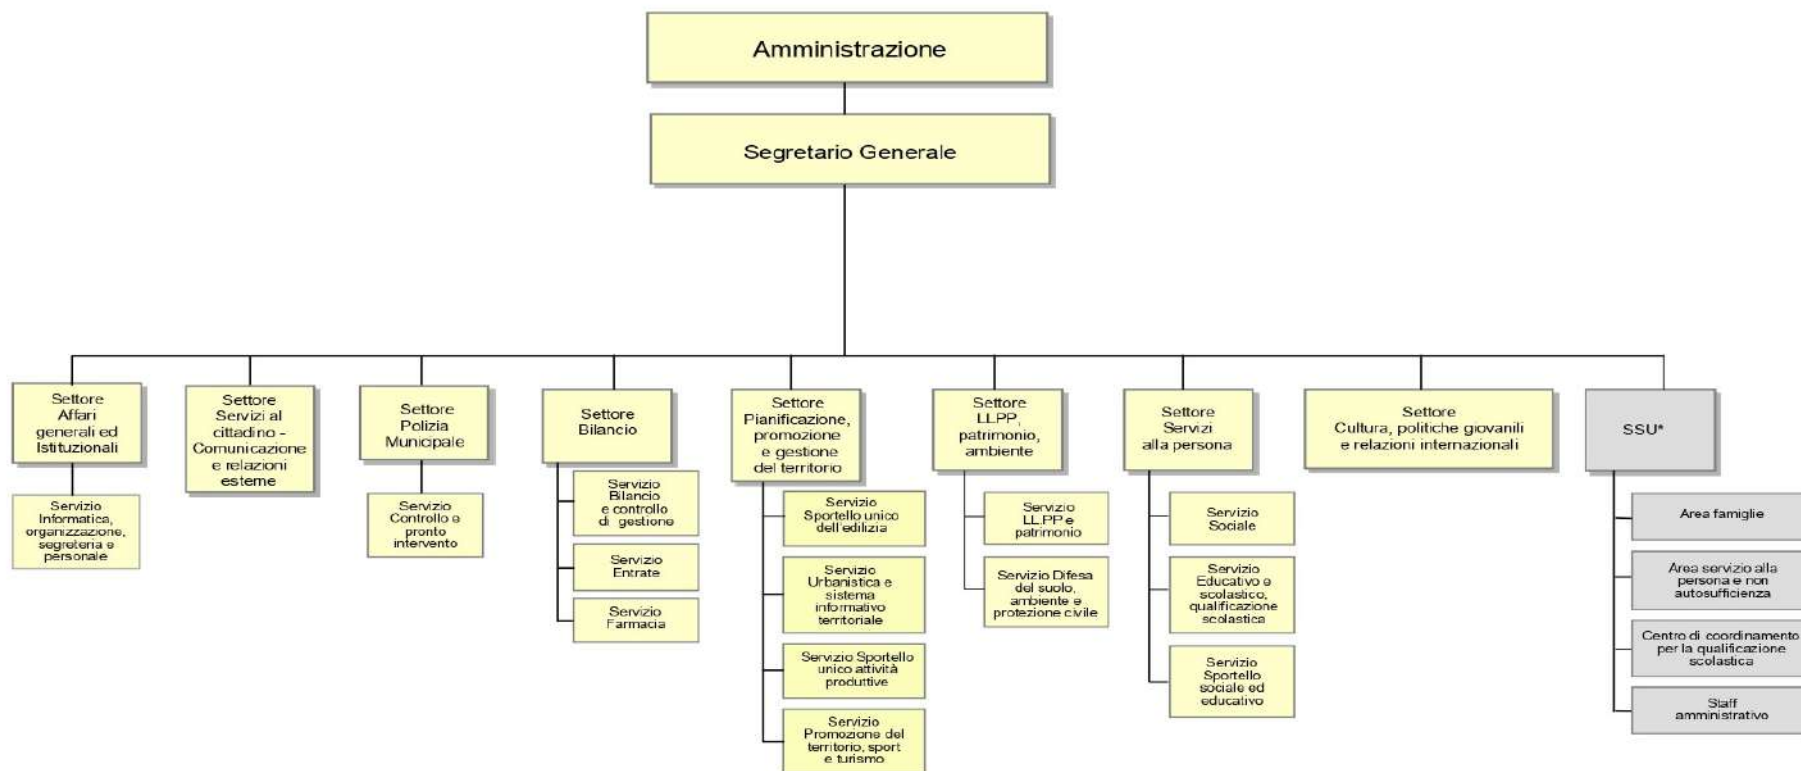 Amministrazione
Segretario Generale
Settore
Affari
generali ed
Istituzionali
Servizio
Informatica,
organizzazione,
segreteria e
personale
Settore
Servizi al
cittadino -
Comunicazione
e relazioni
esterne
Settore
Polizia
Municipale
Servizio
Controllo e
pronto
intervento
Settore
Bilancio
Servizio
Bilancio
e controllo
di gestione
Servizio
Entrate
Servizio
Farmacia
Settore
Pianificazione,
promozione
e gestione
del territorio
Servizio
Sportello unico
dell'edilizia
Servizio
Urbanistica e
sistema
informativo
territoriale
Servizio Sportello
unico attività
produttive
Servizio
Promozione del
territorio, sport
e turismo
Settore
LLPP,
patrimonio,
ambiente
Servizio
LL.PP e
patrimonio
Servizio Difesa
del suolo,
ambiente e
protezione civile
Settore
Servizi
alla persona
Servizio
Sociale
Servizio
Educativo e
scolastico,
qualificazione
scolastica
Servizio
Sportello
sociale ed
educativo
Settore
Cultura, politiche giovanili
e relazioni internazionali
SSU*
Area famiglie
Area servizio alla
persona e non
autosufficienza
Centro di coordinamento
per la qualificazione
scolastica
Staff
amministrativo